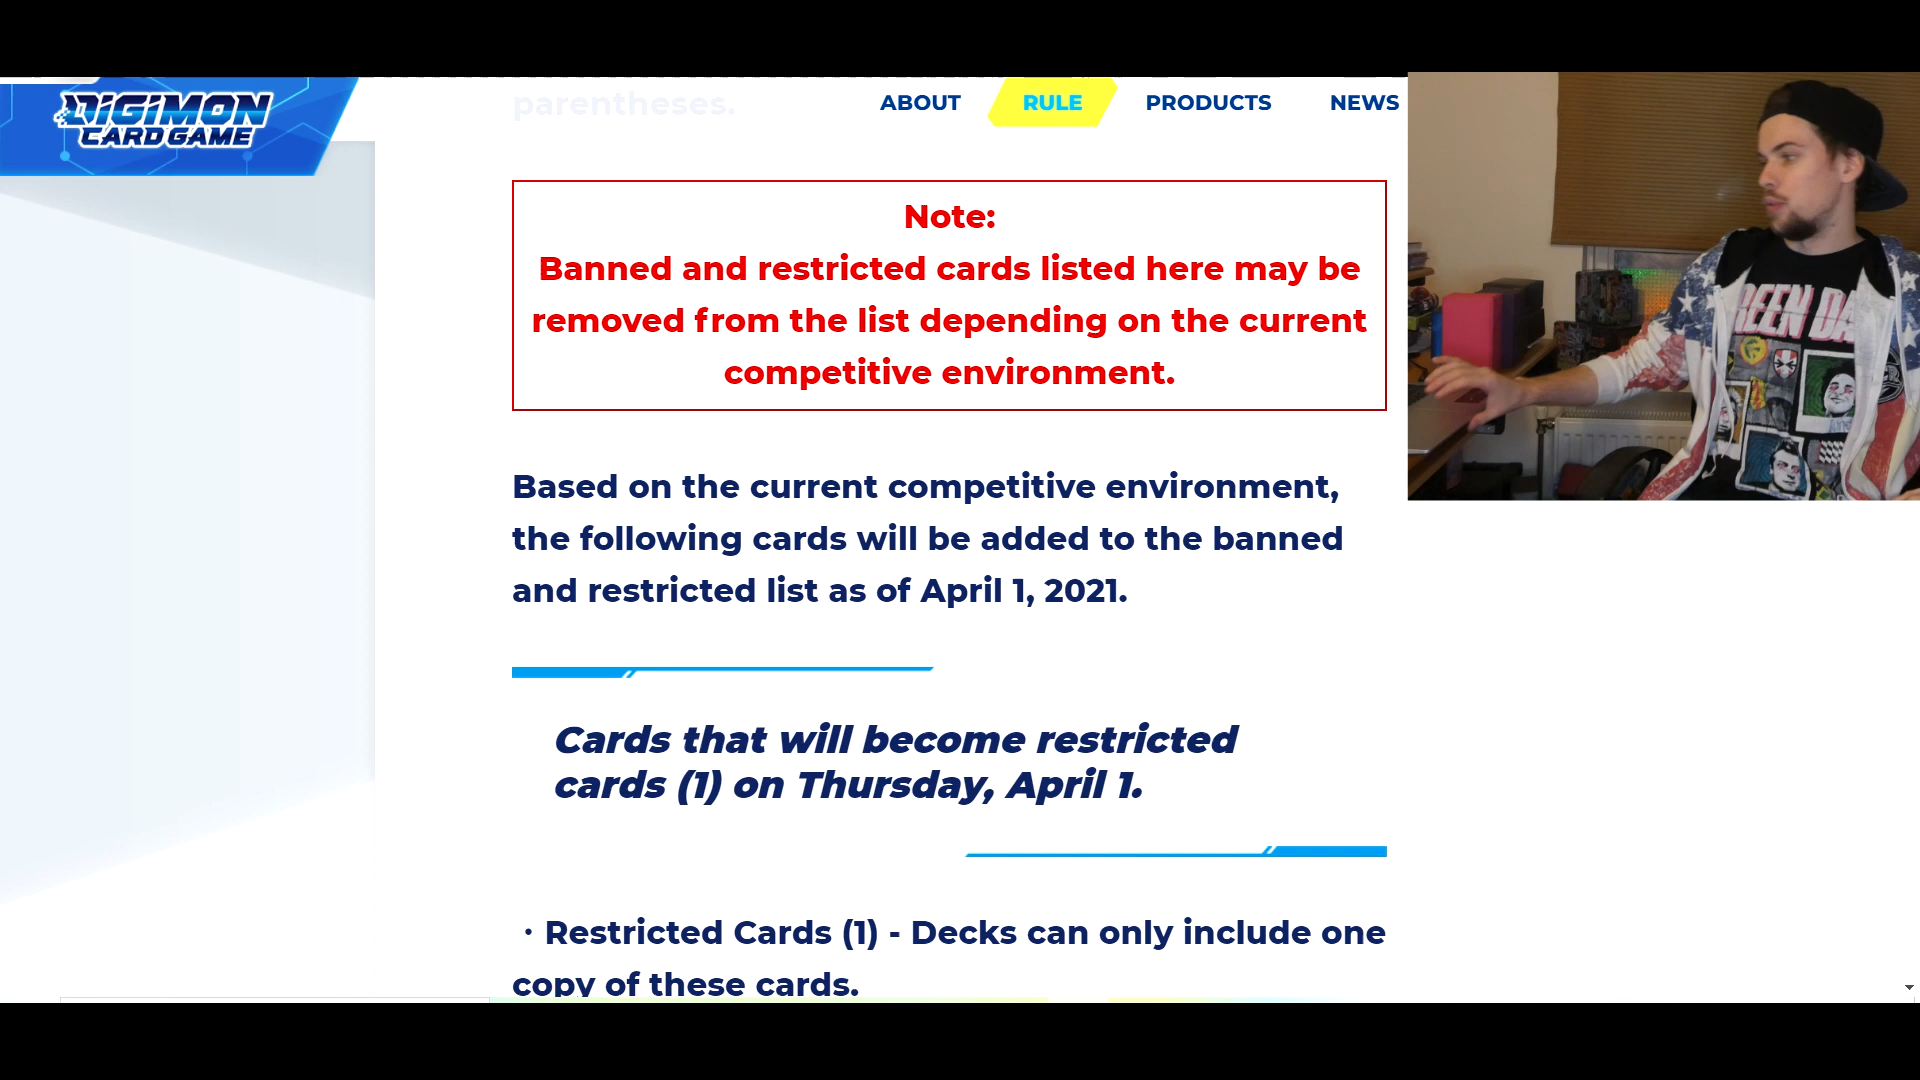 DIGIMON
CARD GAME
parentheses.
ABOUT
RULE
PRODUCTS
NEWS
Note:
Banned and restricted cards listed here may be
removed from the list depending on the current
competitive environment.
Based on the current competitive environment,
the following cards will be added to the banned
and restricted list as of April 1, 2021.
Cards that will become restricted
cards (1) on Thursday, April 1.
・Restricted Cards (1) - Decks can only include one
copy of these cards.
REEN DA